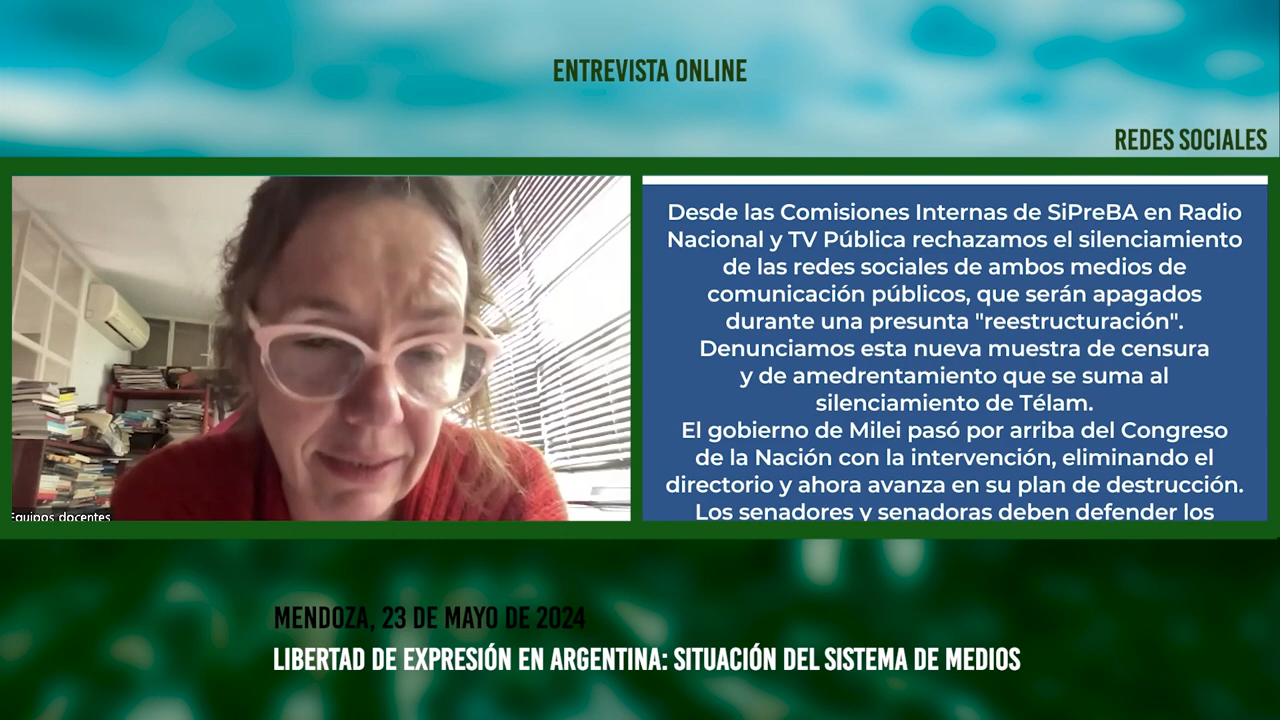 ENTREVISTA ONLINE
REDES SOCIALES
Equipos docentes
Desde las Comisiones Internas de SiPreBA en Radio
Nacional y TV Pública rechazamos el silenciamiento
de las redes sociales de ambos medios de
comunicación públicos, que serán apagados
durante una presunta "reestructuración".
Denunciamos esta nueva muestra de censura
y de amedrentamiento que se suma al
silenciamiento de Télam.
El gobierno de Milei pasó por arriba del Congreso
de la Nación con la intervención, eliminando el
directorio y ahora avanza en su plan de destrucción.
Los senadores y senadoras deben defender los
MENDOZA, 23 DE MAYO DE 2024
LIBERTAD DE EXPRESIÓN EN ARGENTINA: SITUACIÓN DEL SISTEMA DE MEDIOS